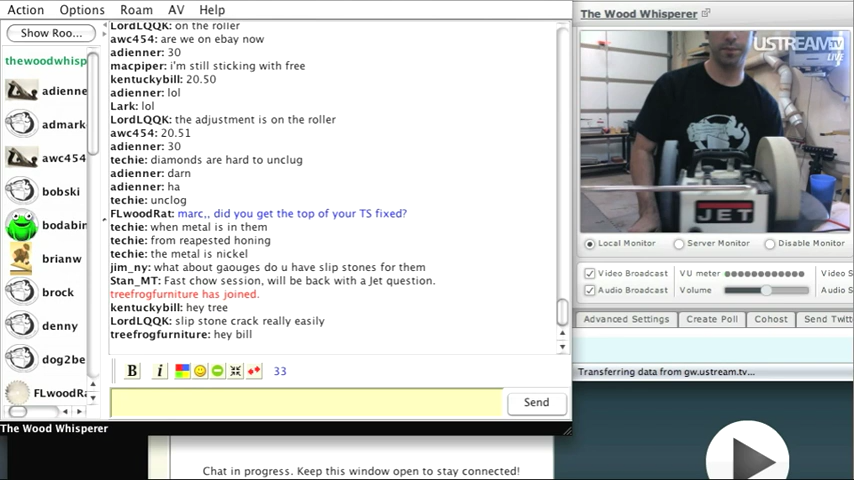 Action Options Roam AV Help
Show Roo...
thewoodwhisp
adienne
admark
awc454
bobski
bodabin
brianw
brock
denny
dog2be
FLwoodRa
LordLQQK: on the roller
awc454: are we on ebay now
adienner: 30
macpiper: i'm still sticking with free
kentuckybill: 20.50
adienner: lol
Lark: lol
LordLQQK: the adjustment is on the roller
awc454: 20.51
adienner: 30
techie: diamonds are hard to unclug
adienner: darn
adienner: ha
techie: unclog
FLwoodRat: marc,, did you get the top of your TS fixed?
techie: when metal is in them
techie: from reapested honing
techie: the metal is nickel
jim_ny: what about gaouges do u have slip stones for them
Stan_MT: Fast chow session, will be back with a Jet question.
treefrogfurniture has joined.
kentuckybill: hey tree
LordLQQK: slip stone crack really easily
treefrogfurniture: hey bill
B i 33
Send
The Wood Whisperer
Chat in progress. Keep this window open to stay connected!
The Wood Whisperer
USTREAM.TV
LIVE
JET
Local Monitor Server Monitor Disable Monitor
Video Broadcast VU meter Video S
Audio Broadcast Volume Audio S
Advanced Settings Create Poll Cohost Send Twitt
Transferring data from gw.ustream.tv...